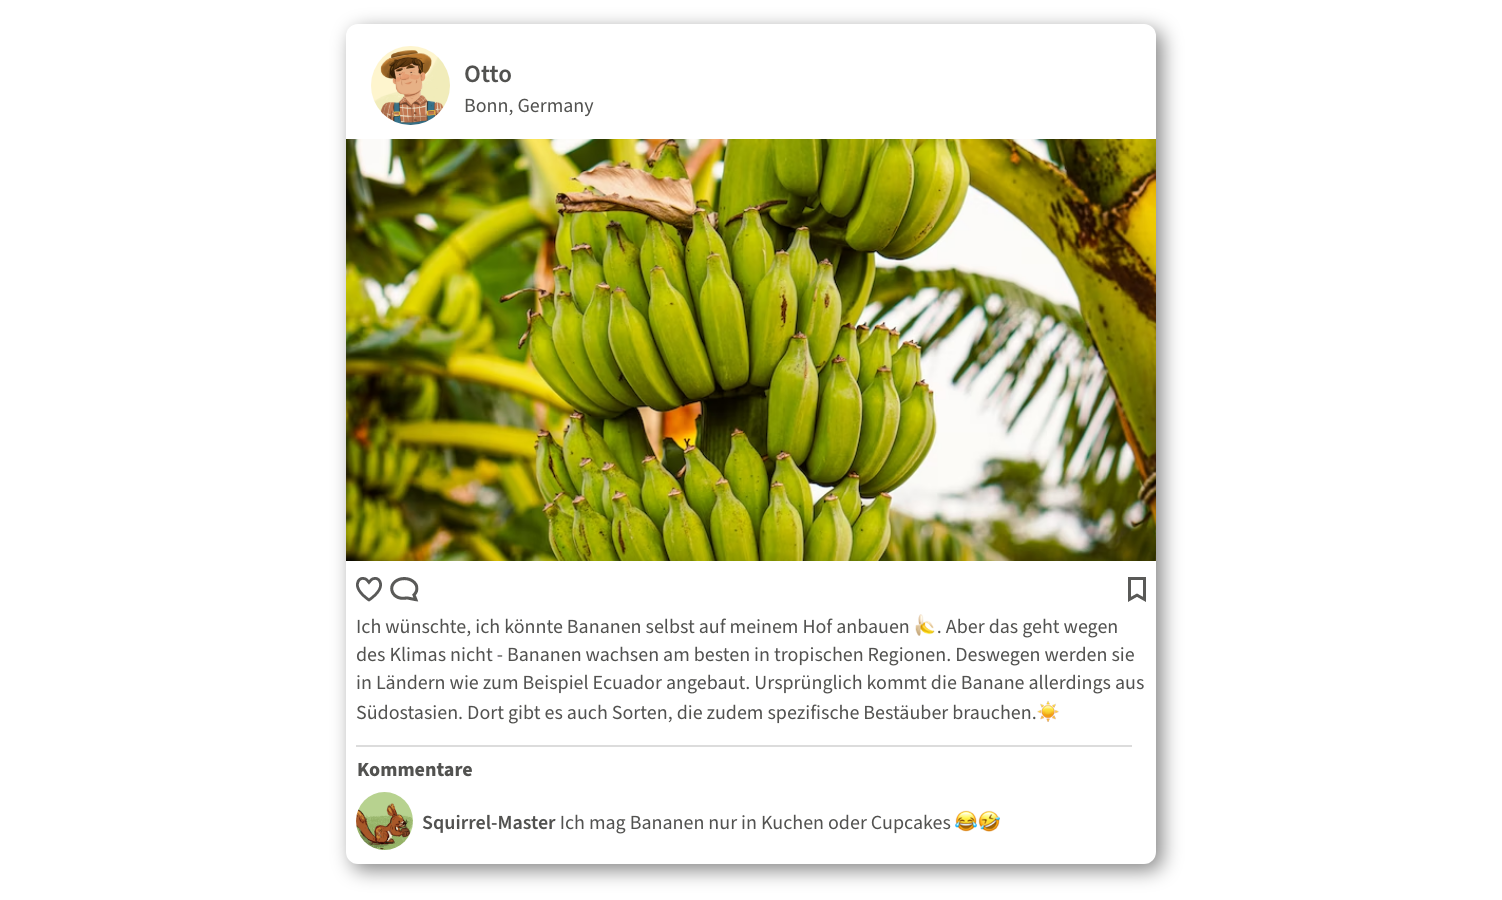 Otto
Bonn, Germany
Ich wünschte, ich könnte Bananen selbst auf meinem Hof anbauen 🍌. Aber das geht wegen
des Klimas nicht - Bananen wachsen am besten in tropischen Regionen. Deswegen werden sie
in Ländern wie zum Beispiel Ecuador angebaut. Ursprünglich kommt die Banane allerdings aus
Südostasien. Dort gibt es auch Sorten, die zudem spezifische Bestäuber brauchen.☀️
Kommentare
Squirrel-Master Ich mag Bananen nur in Kuchen oder Cupcakes 😂🤣